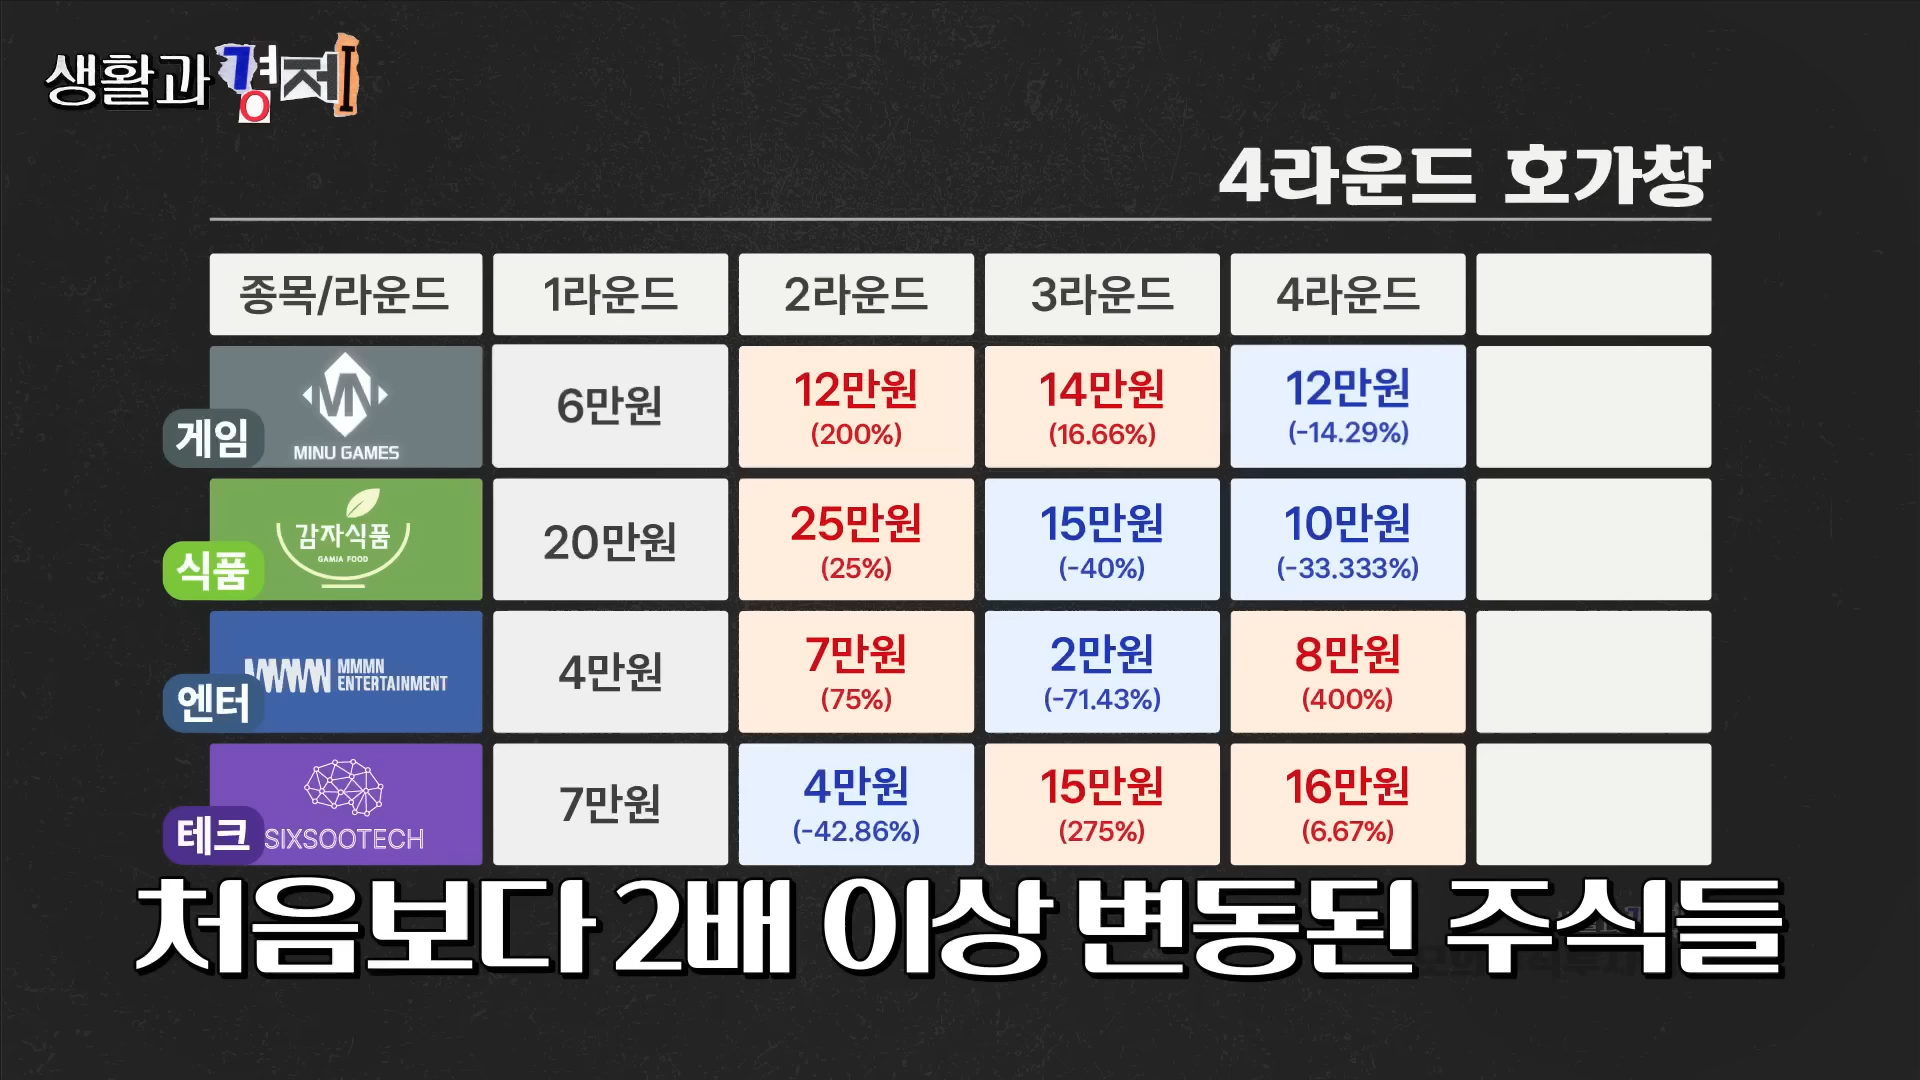 생활과 경제
4라운드 호가창
종목/라운드 1라운드 2라운드 3라운드 4라운드
게임 MINU GAMES 6만원 12만원 (200%) 14만원 (16.66%) 12만원 (-14.29%)
식품 감자식품 GAMJA FOOD 20만원 25만원 (25%) 15만원 (-40%) 10만원 (-33.333%)
엔터 MMMN ENTERTAINMENT 4만원 7만원 (75%) 2만원 (-71.43%) 8만원 (400%)
테크 SIXSOOTECH 7만원 4만원 (-42.86%) 15만원 (275%) 16만원 (6.67%)
처음보다 2배 이상 변동된 주식들